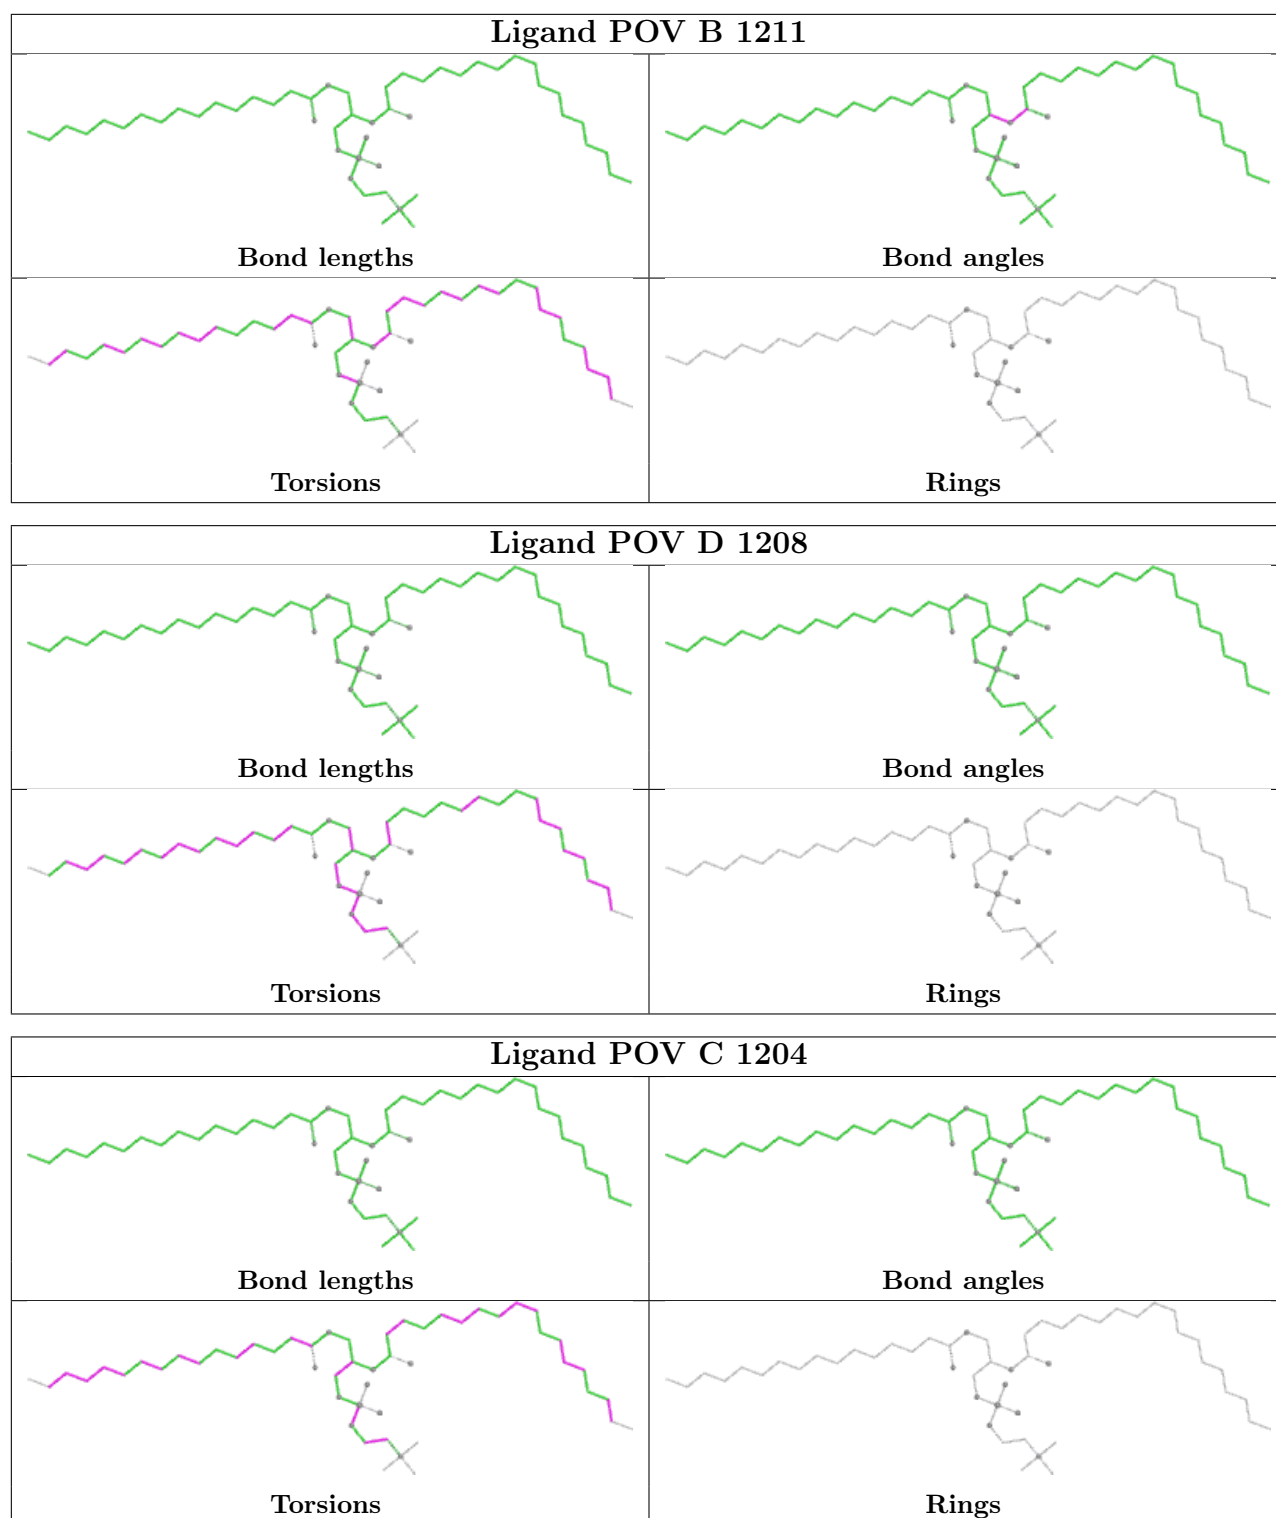 Ligand POV B 1211
Bond lengths
Bond angles
Torsions
Rings
Ligand POV D 1208
Bond lengths
Bond angles
Torsions
Rings
Ligand POV C 1204
Bond lengths
Bond angles
Torsions
Rings